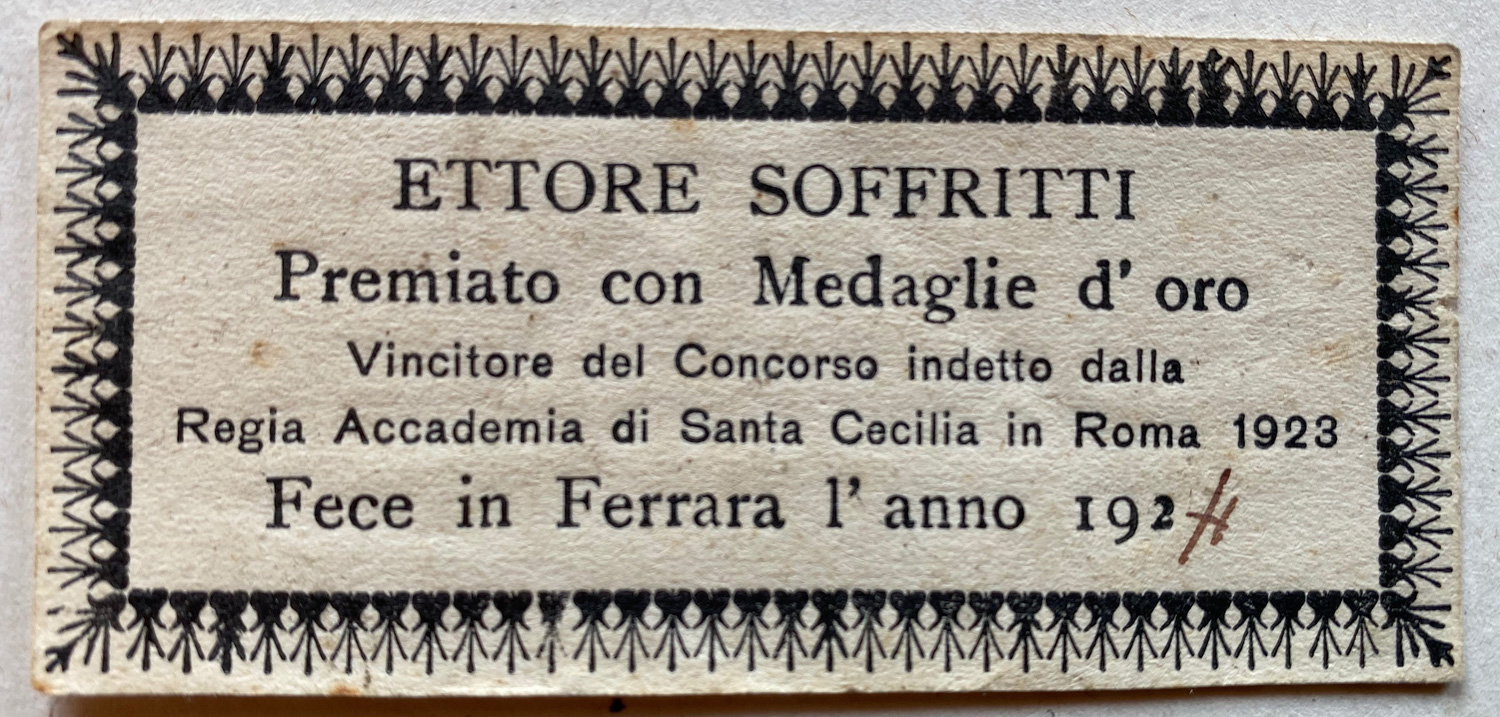 ETTORE SOFFRITTI
Premiato con Medaglie d' oro
Vincitore del Concorso indetto dalla
Regia Accademia di Santa Cecilia in Roma 1923
Fece in Ferrara l' anno 1924